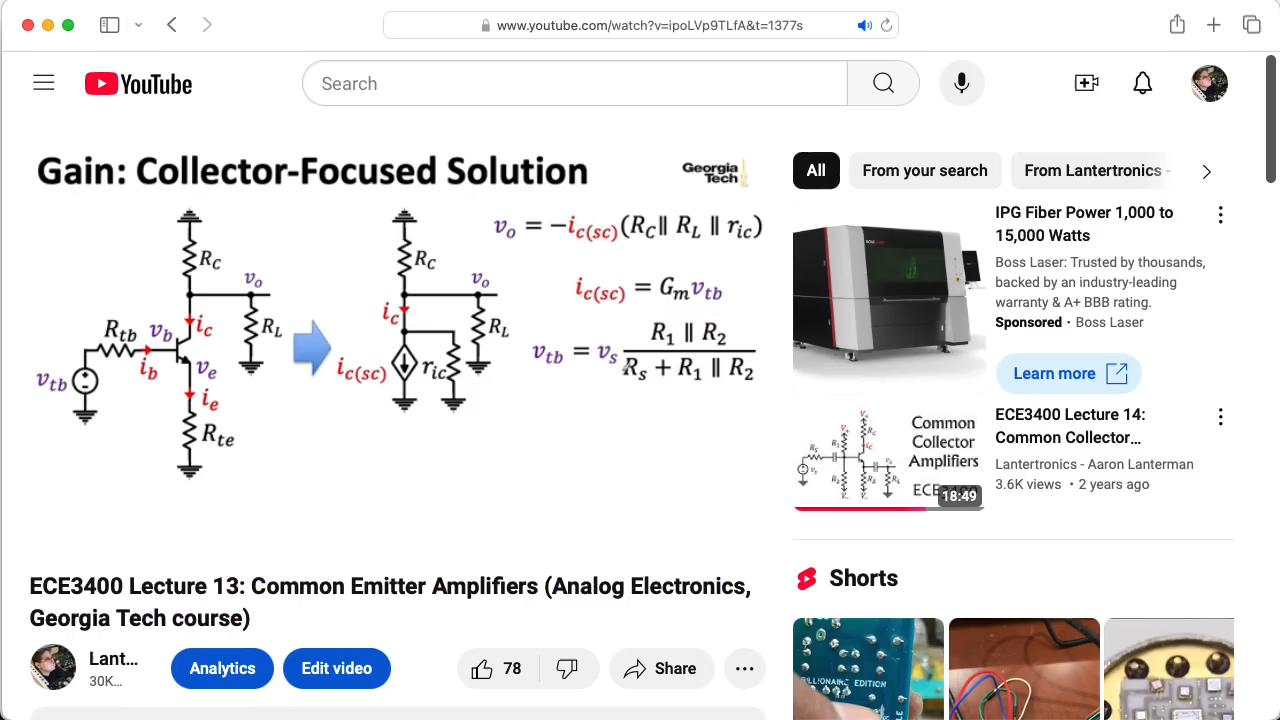 www.youtube.com/watch?v=ipoLVp9TLfA&t=1377s
YouTube
Search
Gain: Collector-Focused Solution
Georgia
Tech
R_C
v_o
i_c
R_L
R_tb
v_b
i_b
v_tb
v_e
i_e
R_te
R_C
v_o
i_c
R_L
i_c(sc)
r_ic
v_o = −i_c(sc)(R_C ∥ R_L ∥ r_ic)
i_c(sc) = G_m v_tb
v_tb = v_s (R_1 ∥ R_2) / (R_s + R_1 ∥ R_2)
ECE3400 Lecture 13: Common Emitter Amplifiers (Analog Electronics,
Georgia Tech course)
Lant...
30K...
Analytics
Edit video
78
Share
All
From your search
From Lantertronics -
IPG Fiber Power 1,000 to
15,000 Watts
Boss Laser: Trusted by thousands,
backed by an industry-leading
warranty & A+ BBB rating.
Sponsored · Boss Laser
Learn more
Common
Collector
Amplifiers
ECE3400
18:49
ECE3400 Lecture 14:
Common Collector...
Lantertronics - Aaron Lanterman
3.6K views · 2 years ago
Shorts
EDITION